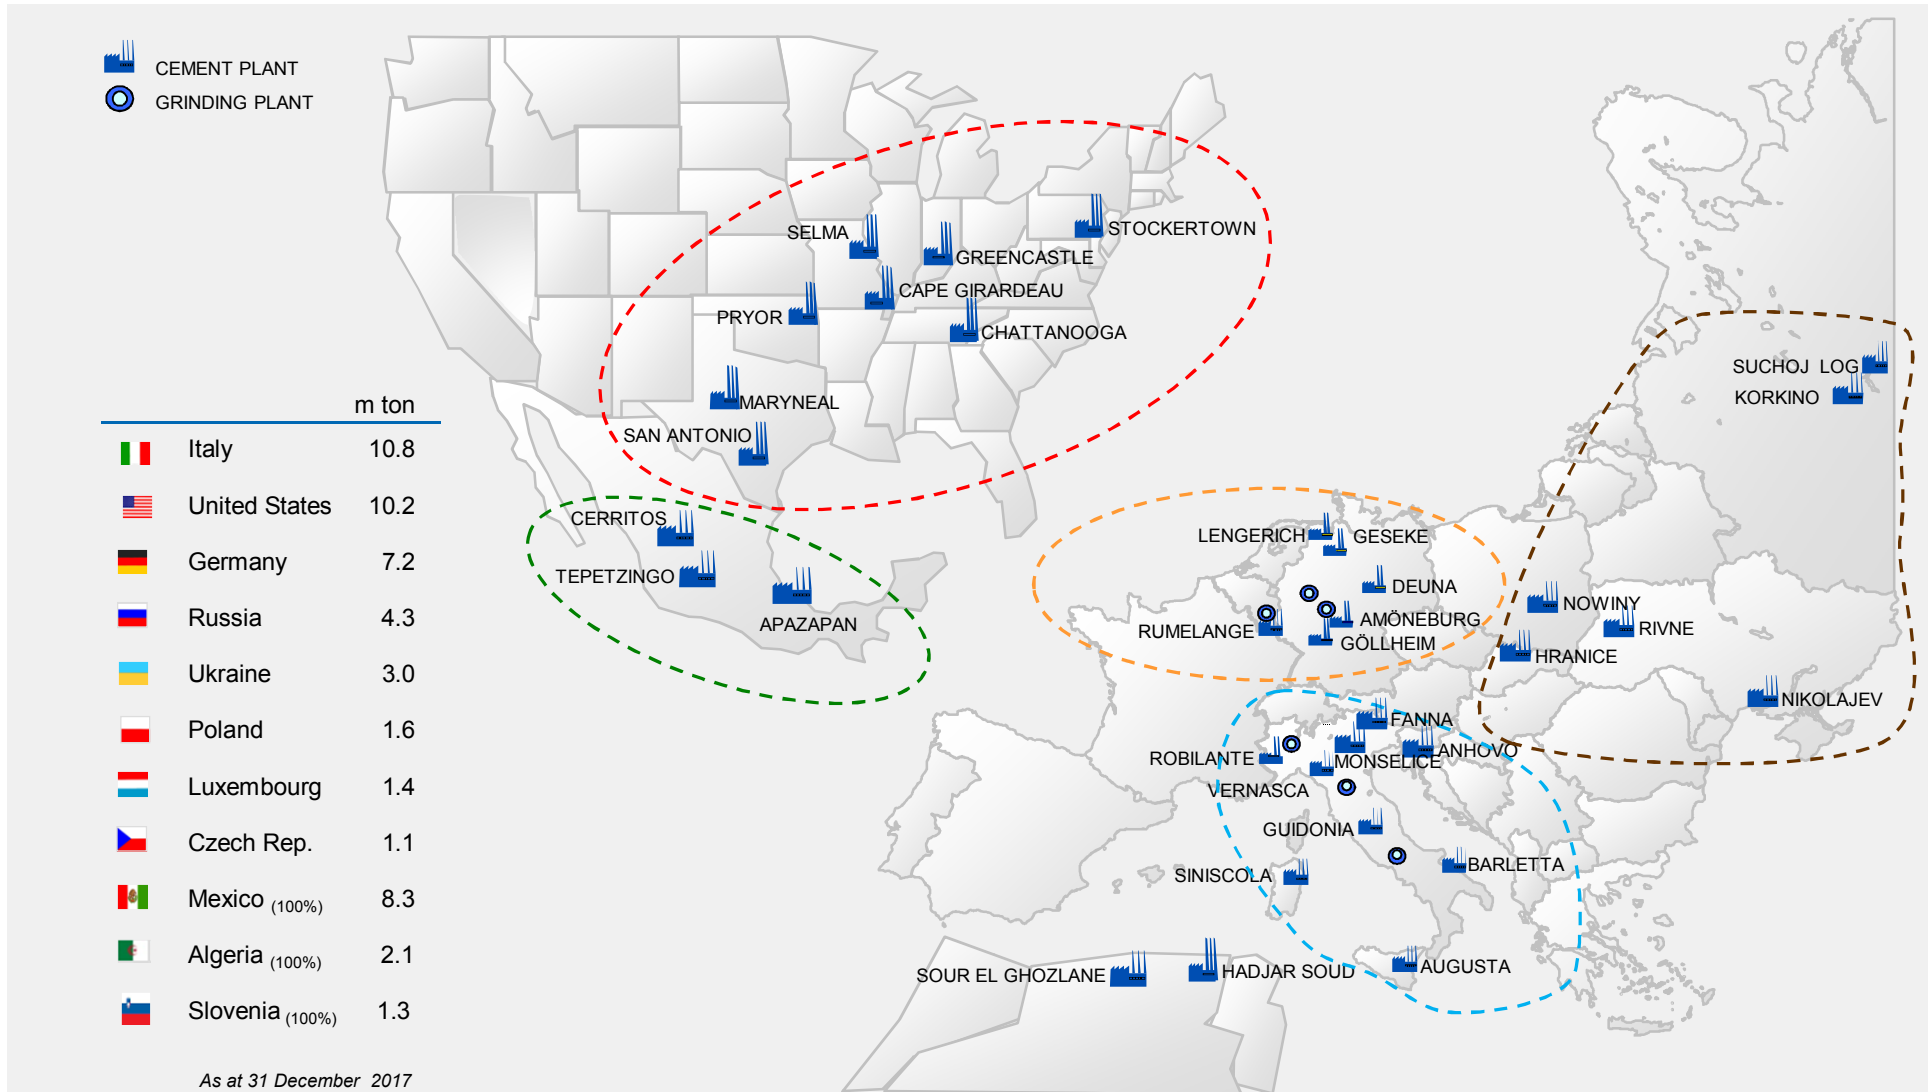 CEMENT PLANT
GRINDING PLANT
m ton
Italy 10.8
United States 10.2
Germany 7.2
Russia 4.3
Ukraine 3.0
Poland 1.6
Luxembourg 1.4
Czech Rep. 1.1
Mexico (100%) 8.3
Algeria (100%) 2.1
Slovenia (100%) 1.3
As at 31 December 2017
SELMA
STOCKERTOWN
GREENCASTLE
CAPE GIRARDEAU
PRYOR
CHATTANOOGA
MARYNEAL
SAN ANTONIO
CERRITOS
TEPETZINGO
APAZAPAN
SUCHOJ LOG
KORKINO
LENGERICH
GESEKE
DEUNA
AMÖNEBURG
RUMELANGE
GÖLLHEIM
NOWINY
RIVNE
HRANICE
NIKOLAJEV
FANNA
ANHOVO
ROBILANTE
MONSELICE
VERNASCA
GUIDONIA
BARLETTA
SINISCOLA
AUGUSTA
SOUR EL GHOZLANE
HADJAR SOUD